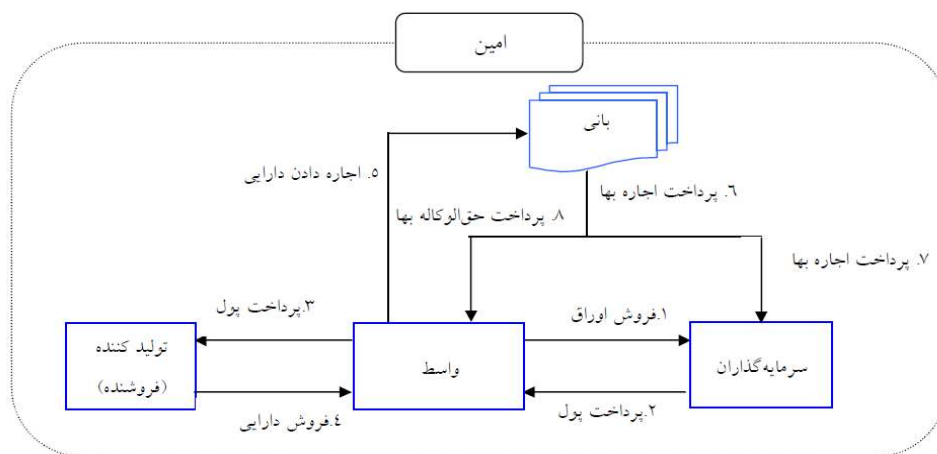 امین
بانی
۵. اجاره دادن دارایی
۶. پرداخت اجاره بها
۸. پرداخت حق‌الوکاله بها
۷. پرداخت اجاره بها
۳.پرداخت پول
۱.فروش اوراق
تولید کننده
(فروشنده)
واسط
سرمایه‌گذاران
٤.فروش دارایی
۲. پرداخت پول